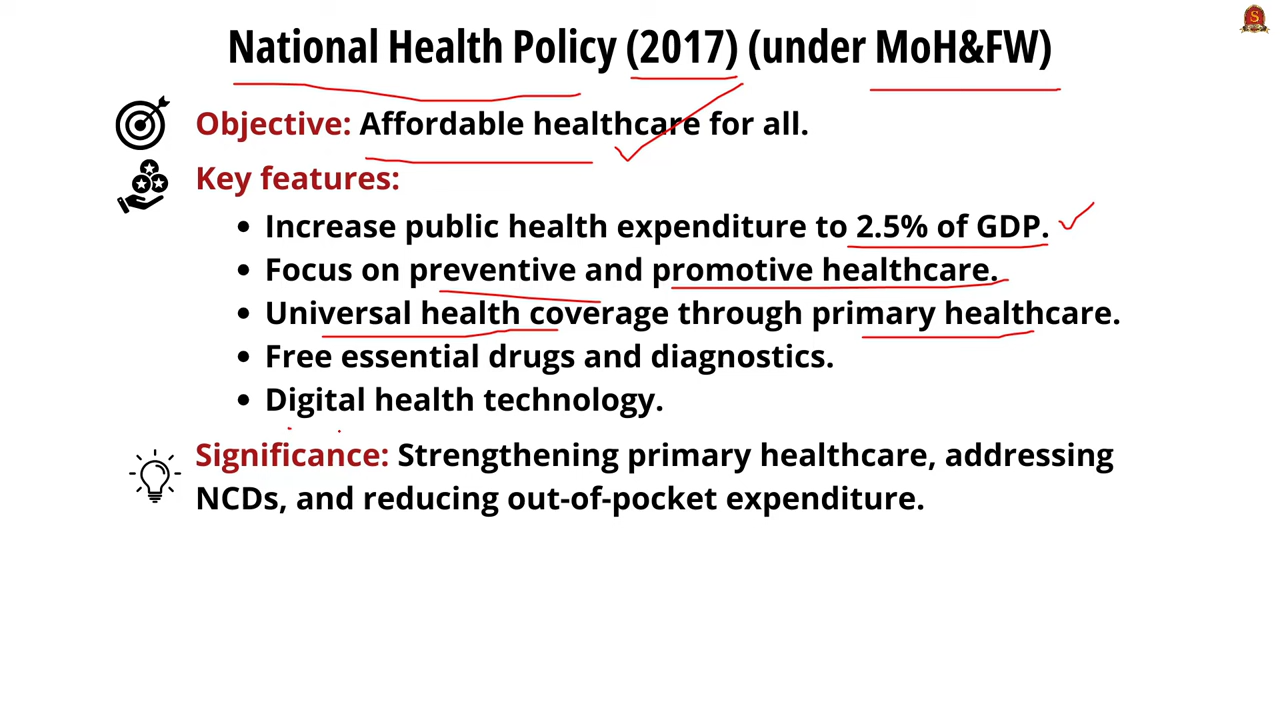 National Health Policy (2017) (under MoH&FW)
Objective: Affordable healthcare for all.
Key features:
• Increase public health expenditure to 2.5% of GDP.
• Focus on preventive and promotive healthcare.
• Universal health coverage through primary healthcare.
• Free essential drugs and diagnostics.
• Digital health technology.
Significance: Strengthening primary healthcare, addressing
NCDs, and reducing out-of-pocket expenditure.